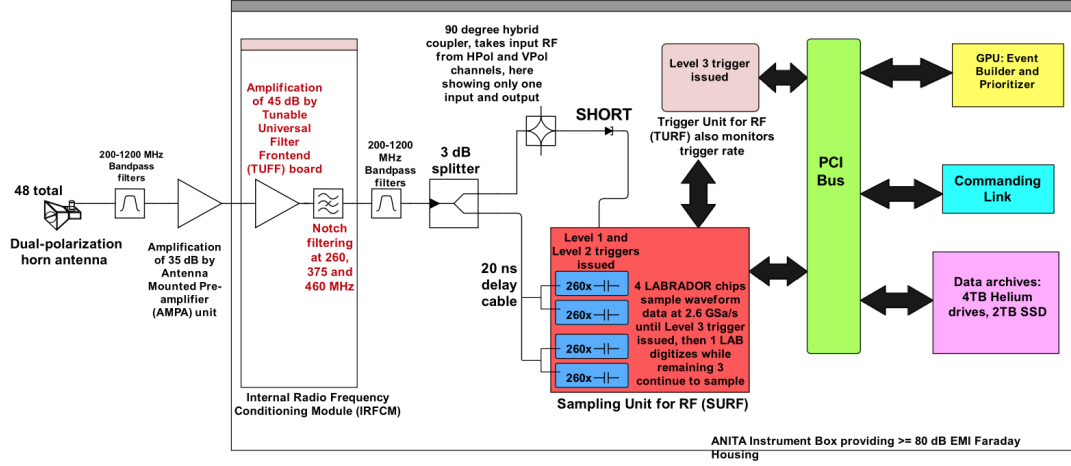 48 total
Dual-polarization
horn antenna
200-1200 MHz
Bandpass
filters
Amplification
of 35 dB by
Antenna
Mounted Pre-
amplifier
(AMPA) unit
Amplification
of 45 dB by
Tunable
Universal
Filter
Frontend
(TUFF) board
Notch
filtering
at 260,
375 and
460 MHz
Internal Radio Frequency
Conditioning Module (IRFCM)
200-1200
MHz
Bandpass
filters
3 dB
splitter
90 degree hybrid
coupler, takes input RF
from HPol and VPol
channels, here
showing only one
input and output
SHORT
20 ns
delay
cable
Level 1 and
Level 2 triggers
issued
260x
260x
260x
260x
4 LABRADOR chips
sample waveform
data at 2.6 GSa/s
until Level 3 trigger
issued, then 1 LAB
digitizes while
remaining 3
continue to sample
Sampling Unit for RF (SURF)
Level 3 trigger
issued
Trigger Unit for RF
(TURF) also monitors
trigger rate
PCI
Bus
GPU: Event
Builder and
Prioritizer
Commanding
Link
Data archives:
4TB Helium
drives, 2TB SSD
ANITA Instrument Box providing >= 80 dB EMI Faraday
Housing